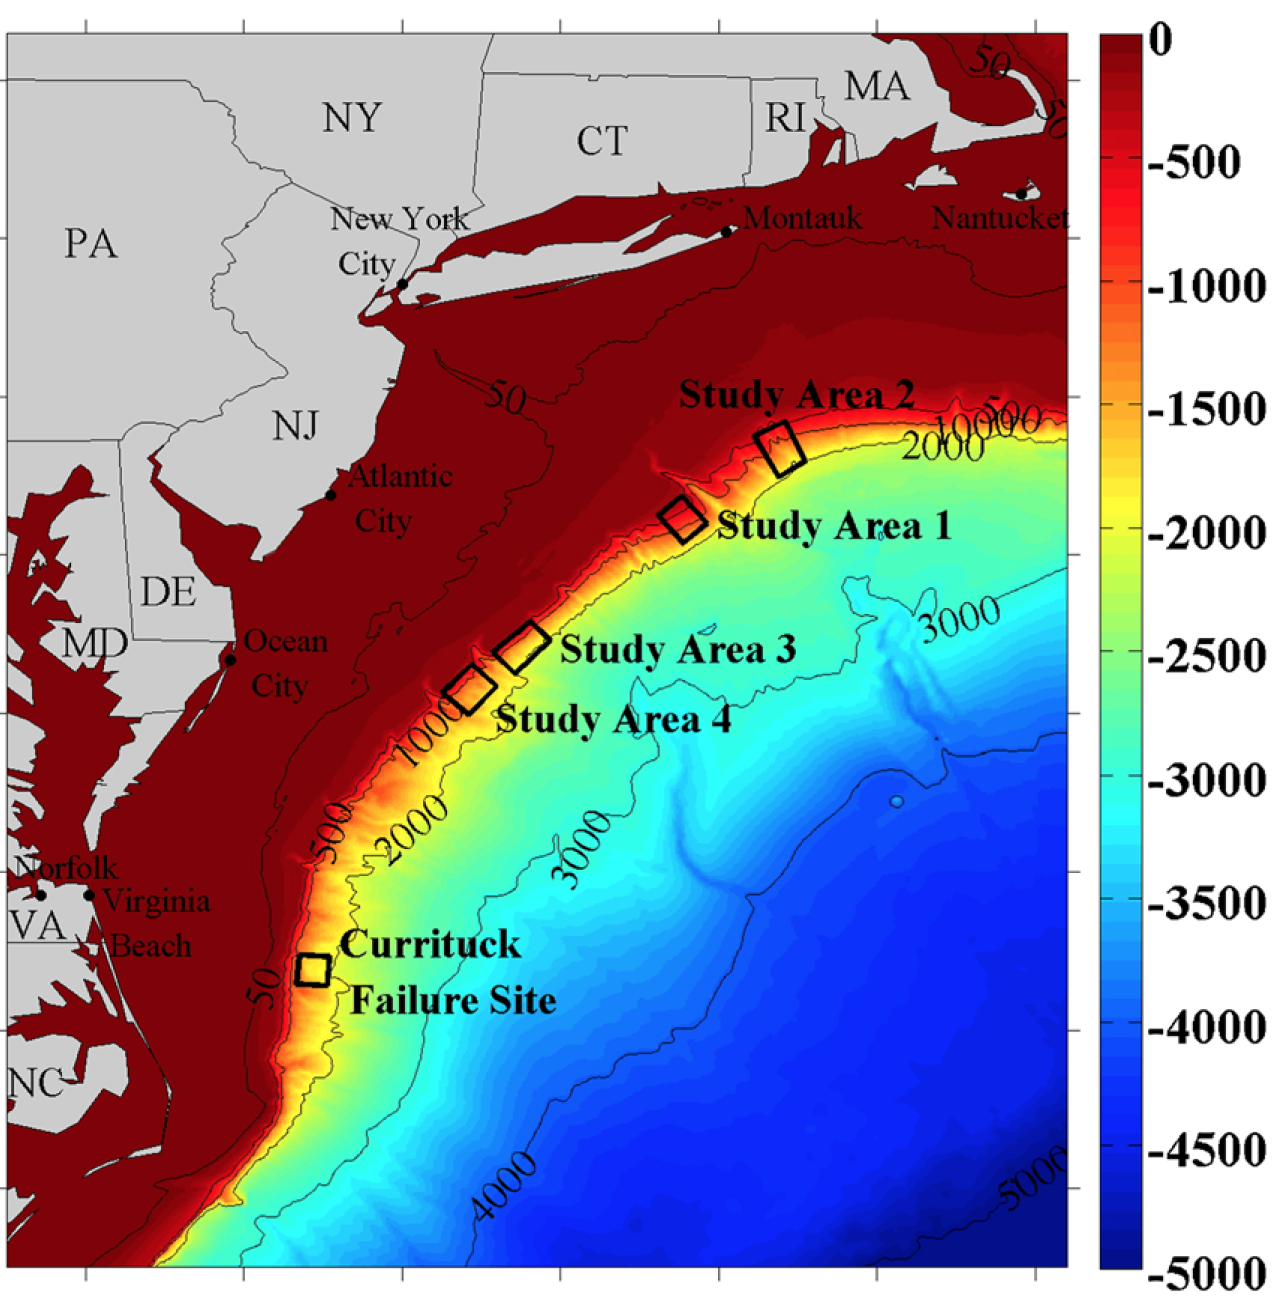 0
50
MA
NY
RI
50
CT
-500
New York
Montauk
Nantucket
PA
City
-1000
Study Area 2
50
500
1000
-1500
NJ
2000
Atlantic
City
Study Area 1
-2000
DE
3000
MD
Ocean
Study Area 3
-2500
City
Study Area 4
1000
-3000
500
2000
3000
Norfolk
Virginia
-3500
VA
Beach
Currituck
50
Failure Site
-4000
NC
-4500
4000
5000
-5000